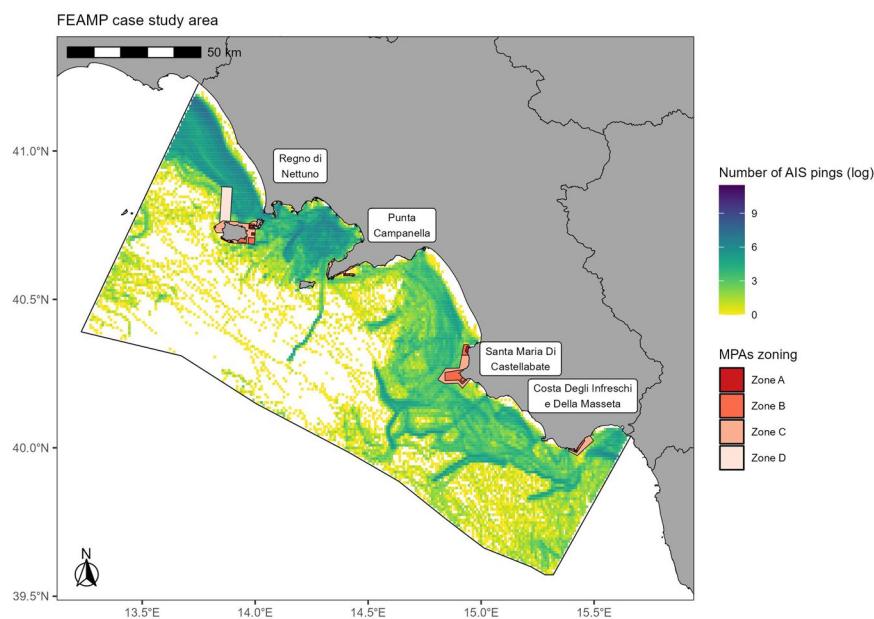 FEAMP case study area
50 km
41.0°N
40.5°N
40.0°N
39.5°N
13.5°E
14.0°E
14.5°E
15.0°E
15.5°E
Regno di
Nettuno
Punta
Campanella
Santa Maria Di
Castellabate
Costa Degli Infreschi
e Della Masseta
N
Number of AIS pings (log)
9
6
3
0
MPAs zoning
Zone A
Zone B
Zone C
Zone D